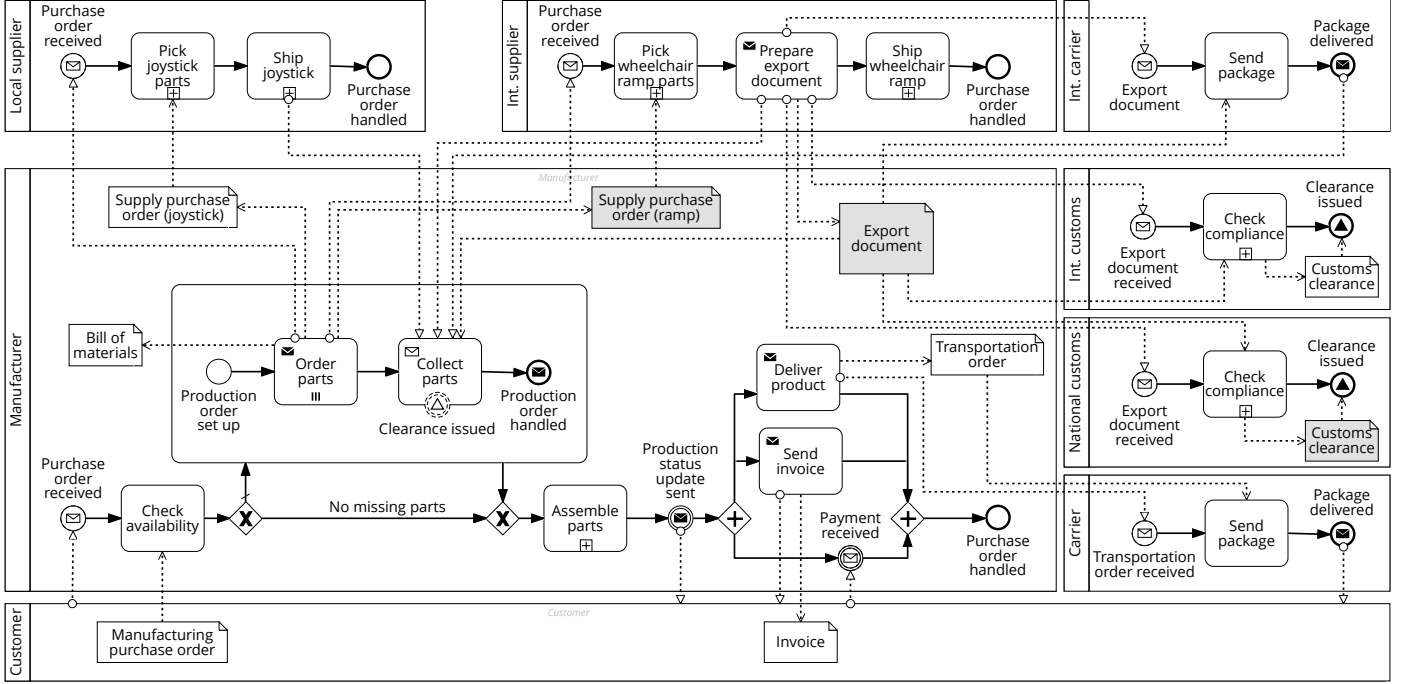 Local supplier
Purchase
order
received
Pick
joystick
parts
Ship
joystick
Purchase
order
handled
Int. supplier
Purchase
order
received
Pick
wheelchair
ramp parts
Prepare
export
document
Ship
wheelchair
ramp
Purchase
order
handled
Int. carrier
Export
document
Send
package
Package
delivered
Manufacturer
Manufacturer
Supply purchase
order (joystick)
Supply purchase
order (ramp)
Export
document
Bill of
materials
Production
order
set up
Order
parts
Collect
parts
Clearance issued
Production
order
handled
Purchase
order
received
Check
availability
No missing parts
Assemble
parts
Production
status
update
sent
Deliver
product
Transportation
order
Send
invoice
Payment
received
Purchase
order
handled
Int. customs
Export
document
received
Check
compliance
Clearance
issued
Customs
clearance
National customs
Export
document
received
Check
compliance
Clearance
issued
Customs
clearance
Carrier
Transportation
order received
Send
package
Package
delivered
Customer
Customer
Manufacturing
purchase order
Invoice